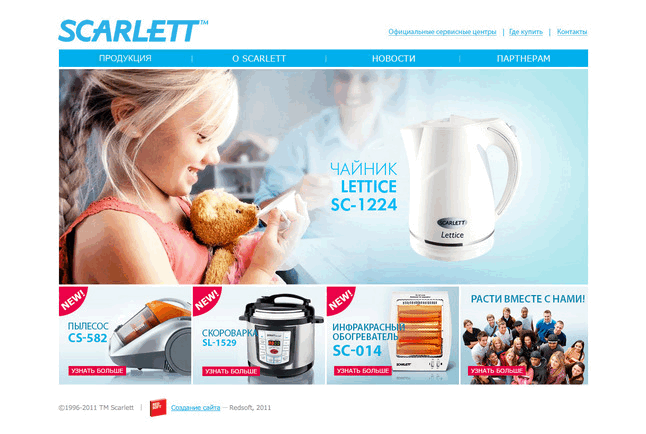 SCARLETT™
Официальные сервисные центры | Где купить | Контакты
ПРОДУКЦИЯ | О SCARLETT | НОВОСТИ | ПАРТНЕРАМ
ЧАЙНИК
LETTICE
SC-1224
SCARLETT
Lettice
NEW!
ПЫЛЕСОС
CS-582
УЗНАТЬ БОЛЬШЕ
NEW!
СКОРОВАРКА
SL-1529
УЗНАТЬ БОЛЬШЕ
NEW!
ИНФРАКРАСНЫЙ
ОБОГРЕВАТЕЛЬ
SC-014
УЗНАТЬ БОЛЬШЕ
РАСТИ ВМЕСТЕ С НАМИ!
©1996-2011 TM Scarlett | Создание сайта — Redsoft, 2011